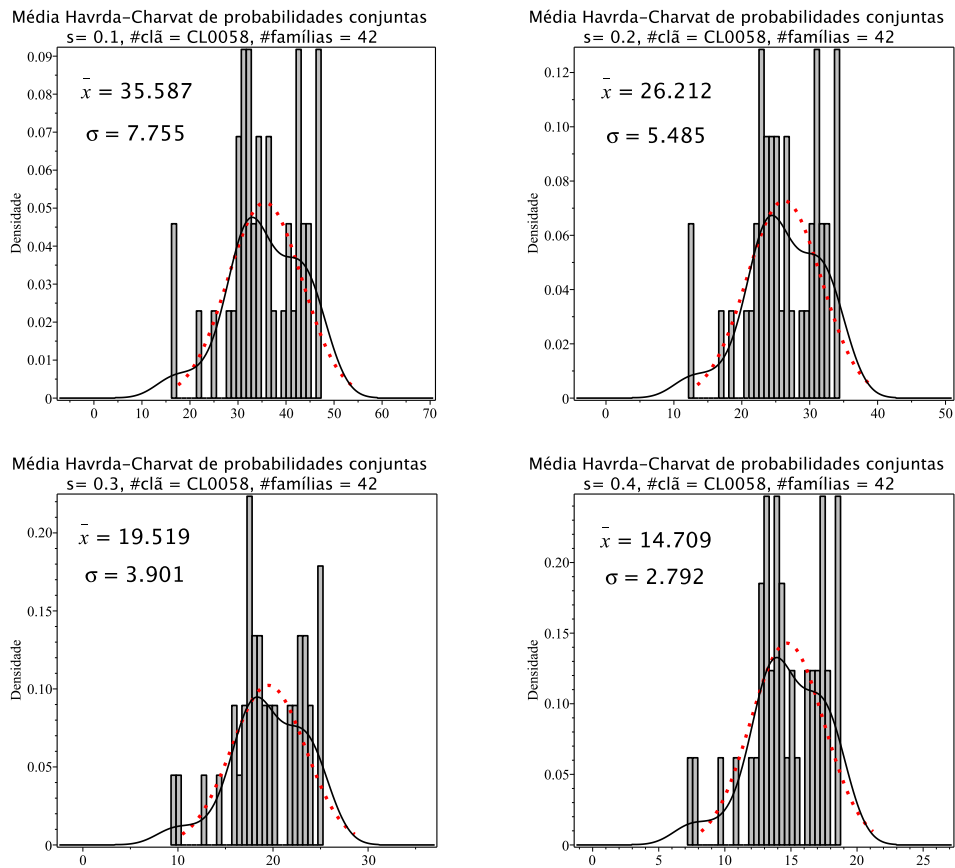 Média Havrda-Charvat de probabilidades conjuntas
s= 0.1, #clã = CL0058, #famílias = 42
x̄ = 35.587
σ = 7.755
Densidade
0.09
0.08
0.07
0.06
0.05
0.04
0.03
0.02
0.01
0
0 10 20 30 40 50 60 70
Média Havrda-Charvat de probabilidades conjuntas
s= 0.2, #clã = CL0058, #famílias = 42
x̄ = 26.212
σ = 5.485
Densidade
0.12
0.10
0.08
0.06
0.04
0.02
0
0 10 20 30 40 50
Média Havrda-Charvat de probabilidades conjuntas
s= 0.3, #clã = CL0058, #famílias = 42
x̄ = 19.519
σ = 3.901
Densidade
0.20
0.15
0.10
0.05
0
0 10 20 30
Média Havrda-Charvat de probabilidades conjuntas
s= 0.4, #clã = CL0058, #famílias = 42
x̄ = 14.709
σ = 2.792
Densidade
0.20
0.15
0.10
0.05
0
0 5 10 15 20 25